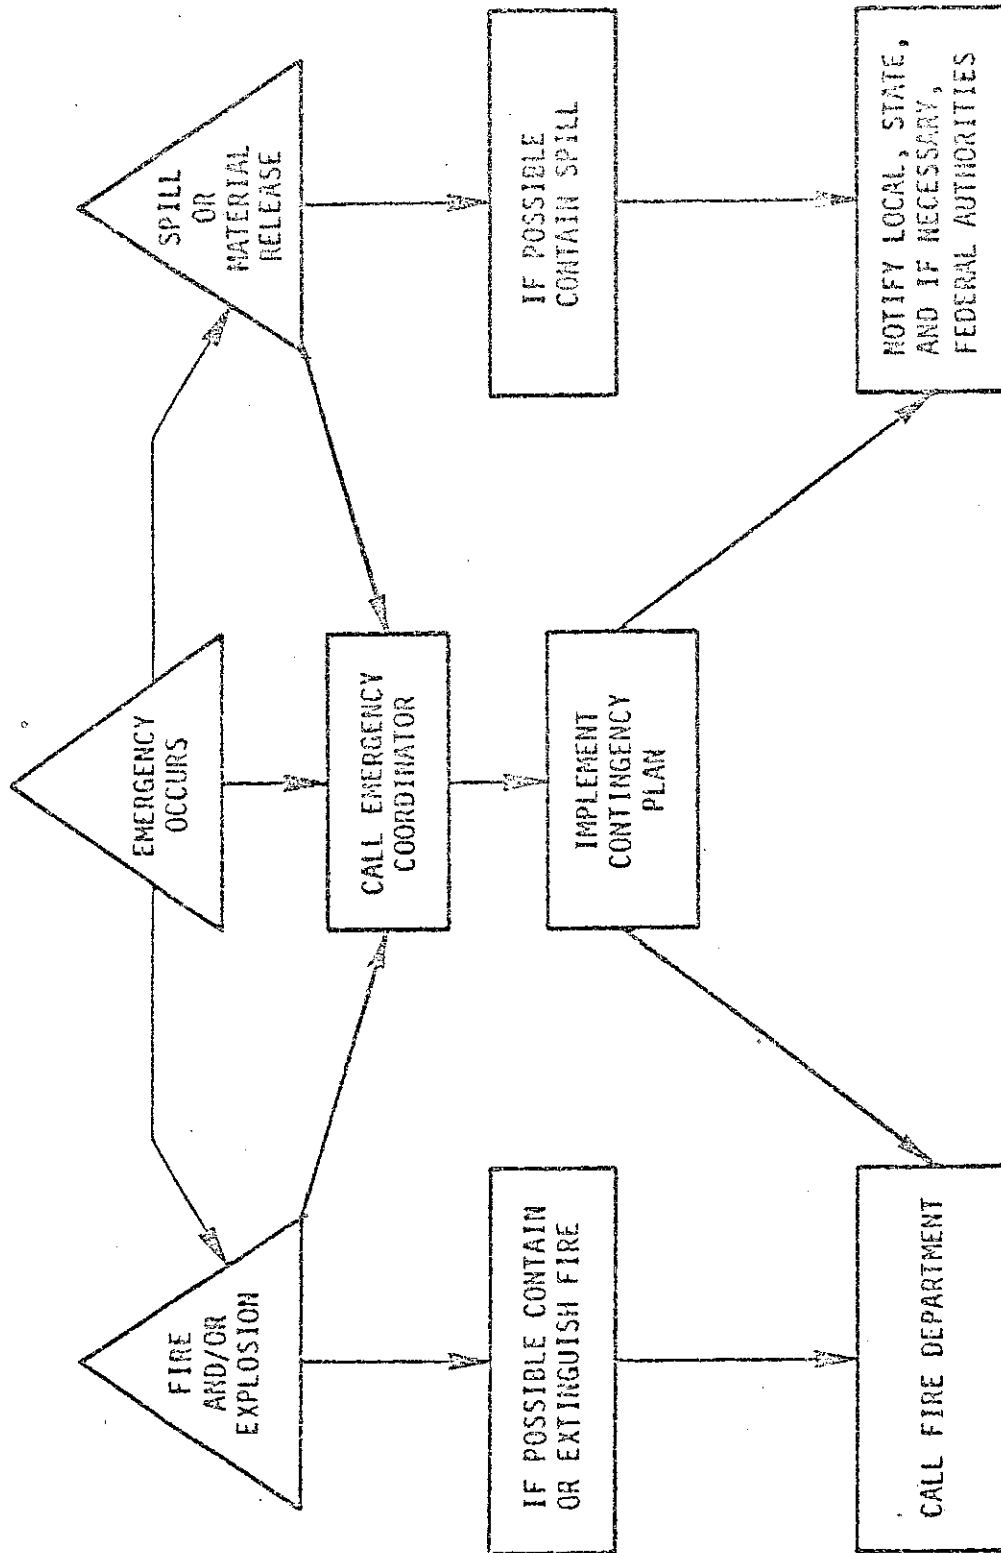 EMERGENCY
OCCURS
FIRE
AND/OR
EXPLOSION
SPILL
OR
MATERIAL
RELEASE
CALL EMERGENCY
COORDINATOR
IF POSSIBLE CONTAIN
OR EXTINGUISH FIRE
IMPLEMENT
CONTINGENCY
PLAN
IF POSSIBLE
CONTAIN SPILL
CALL FIRE DEPARTMENT
NOTIFY LOCAL, STATE,
AND IF NECESSARY,
FEDERAL AUTHORITIES